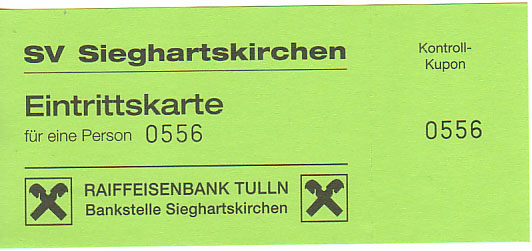 SV Sieghartskirchen
Eintrittskarte
für eine Person 0556
RAIFFEISENBANK TULLN
Bankstelle Sieghartskirchen
Kontroll-
Kupon
0556